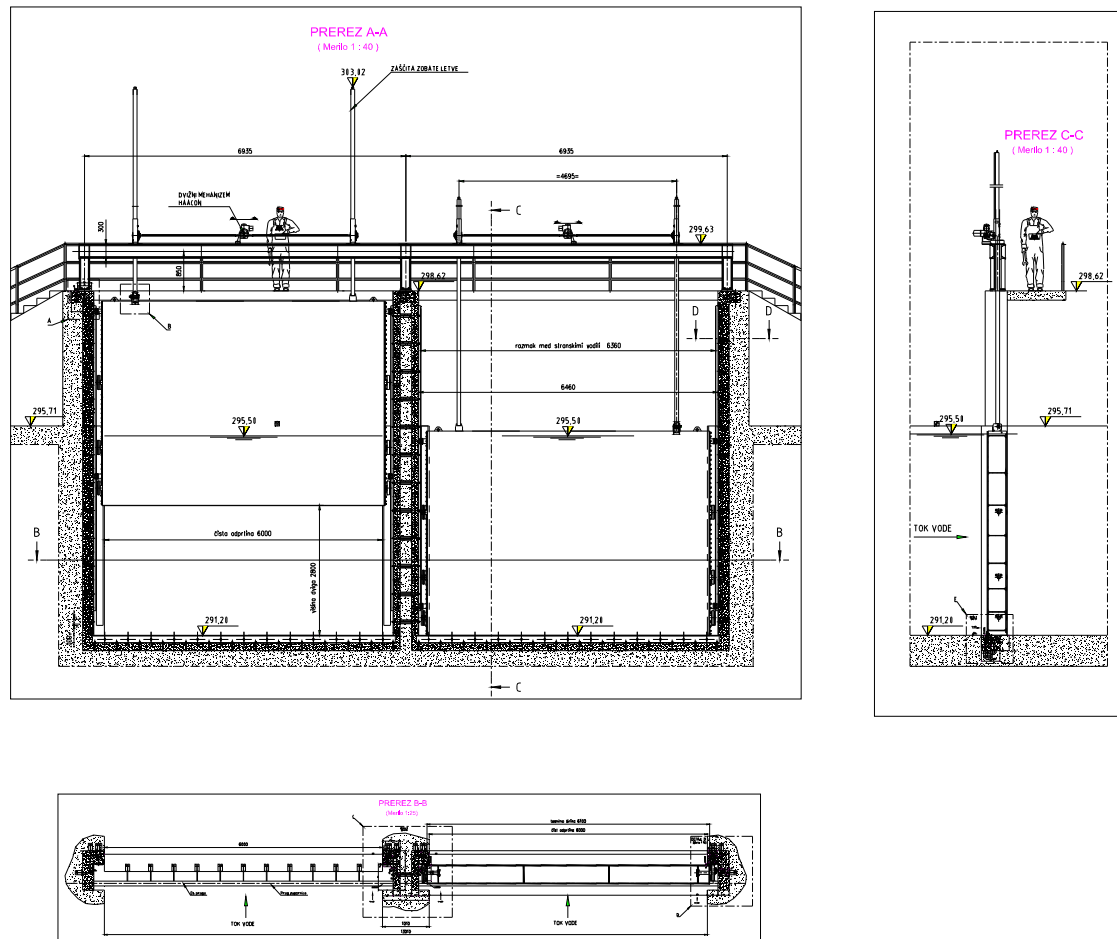 PREREZ A-A
( Merilo 1 : 40 )
303,02
ZAŠČITA ZOBATE LETVE
6935
6935
=4695=
DVIŽNI MEHANIZEM
HAACON
C
300
299,63
850
298,62
A
B
D
D
razmak med stranskimi vodili 6360
6460
295,71
295,50
295,50
B
B
čista odprtina 6000
višina dviga 2800
291,20
291,20
C
PREREZ C-C
( Merilo 1 : 40 )
298,62
295,50
295,71
TOK VODE
E
291,20
PREREZ B-B
(Merilo 1:25)
TOK VODE
TOK VODE